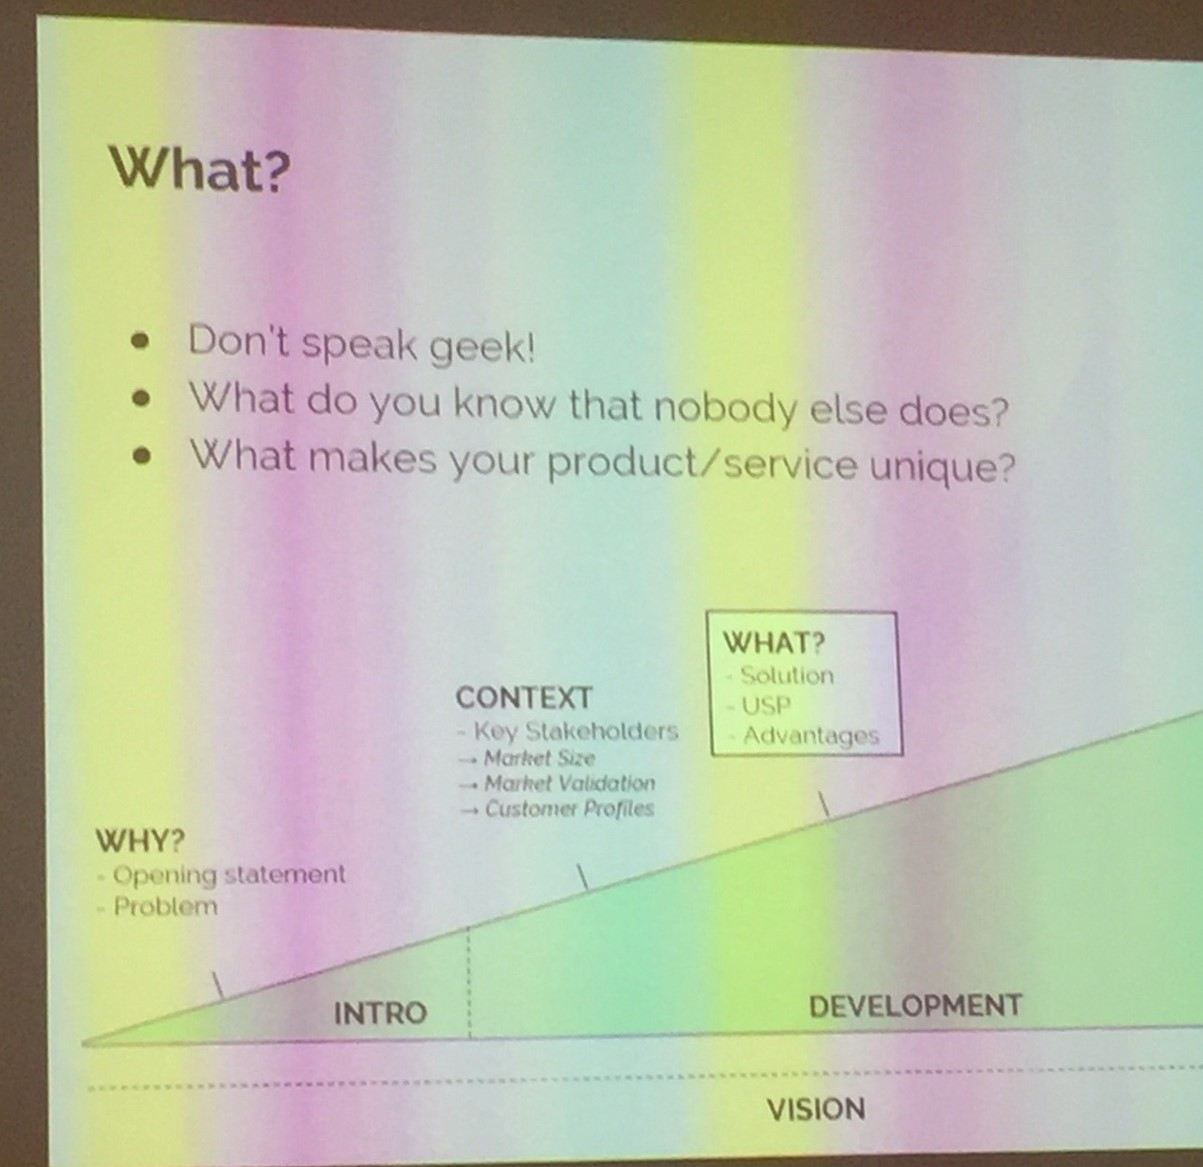 What?
● Don't speak geek!
● What do you know that nobody else does?
● What makes your product/service unique?
WHAT?
- Solution
- USP
- Advantages
CONTEXT
- Key Stakeholders
→ Market Size
→ Market Validation
→ Customer Profiles
WHY?
- Opening statement
- Problem
INTRO
DEVELOPMENT
VISION